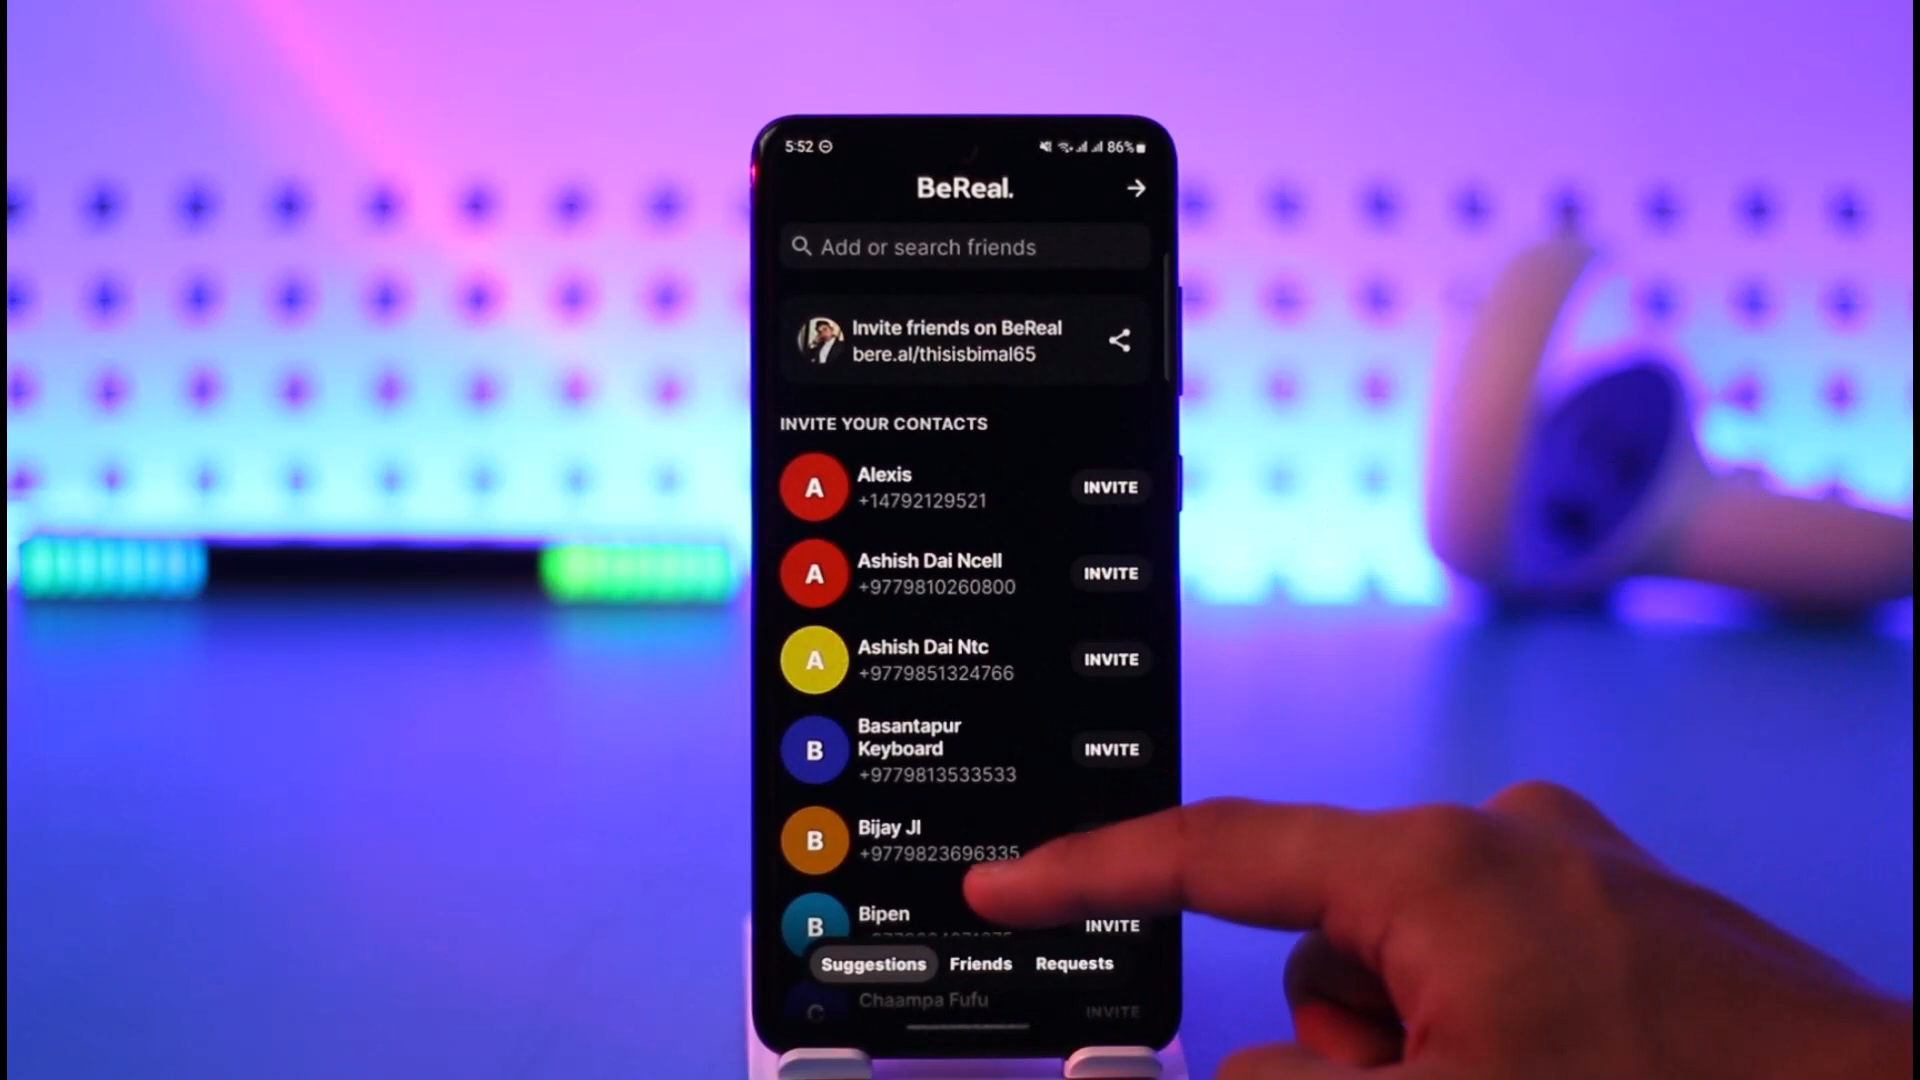 5:52
86%
BeReal.
Add or search friends
Invite friends on BeReal
bere.al/thisisbimal65
INVITE YOUR CONTACTS
A
Alexis
+14792129521
INVITE
A
Ashish Dai Ncell
+9779810260800
INVITE
A
Ashish Dai Ntc
+9779851324766
INVITE
B
Basantapur
Keyboard
+9779813533533
INVITE
B
Bijay JI
+9779823696335
B
Bipen
INVITE
Suggestions Friends Requests
C
Chaampa Fufu
INVITE